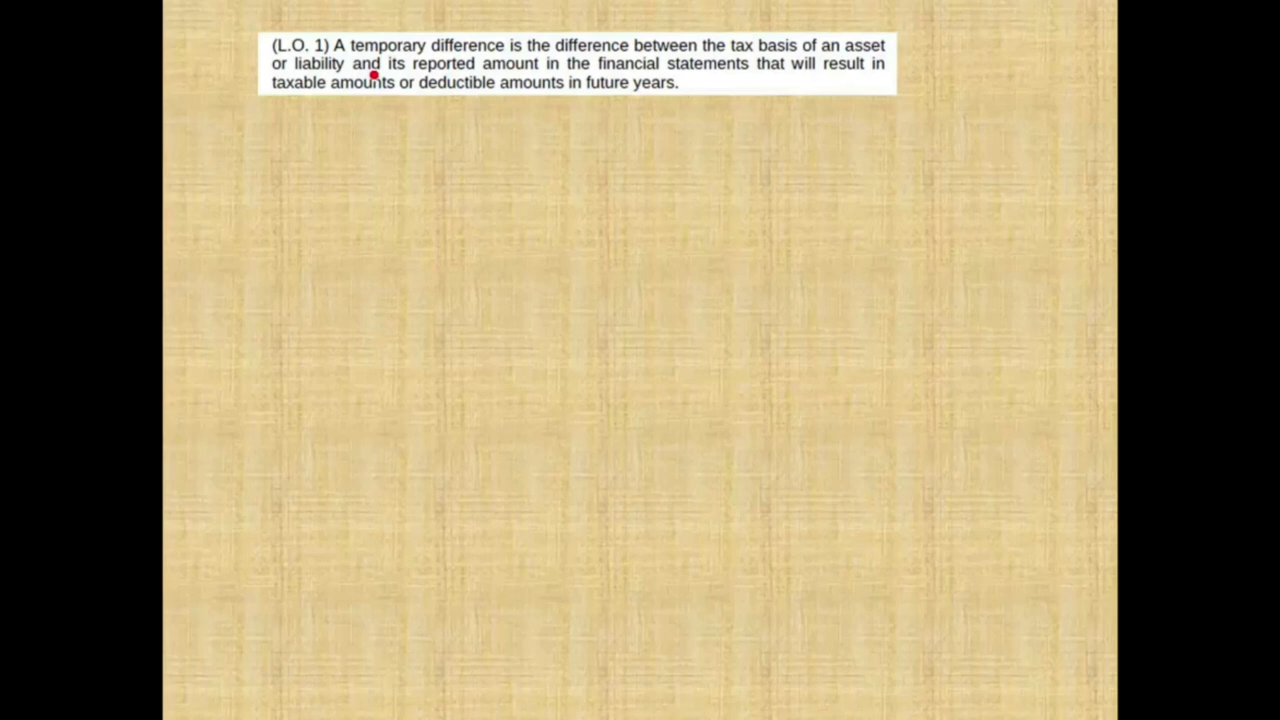 (L.O. 1) A temporary difference is the difference between the tax basis of an asset
or liability and its reported amount in the financial statements that will result in
taxable amounts or deductible amounts in future years.